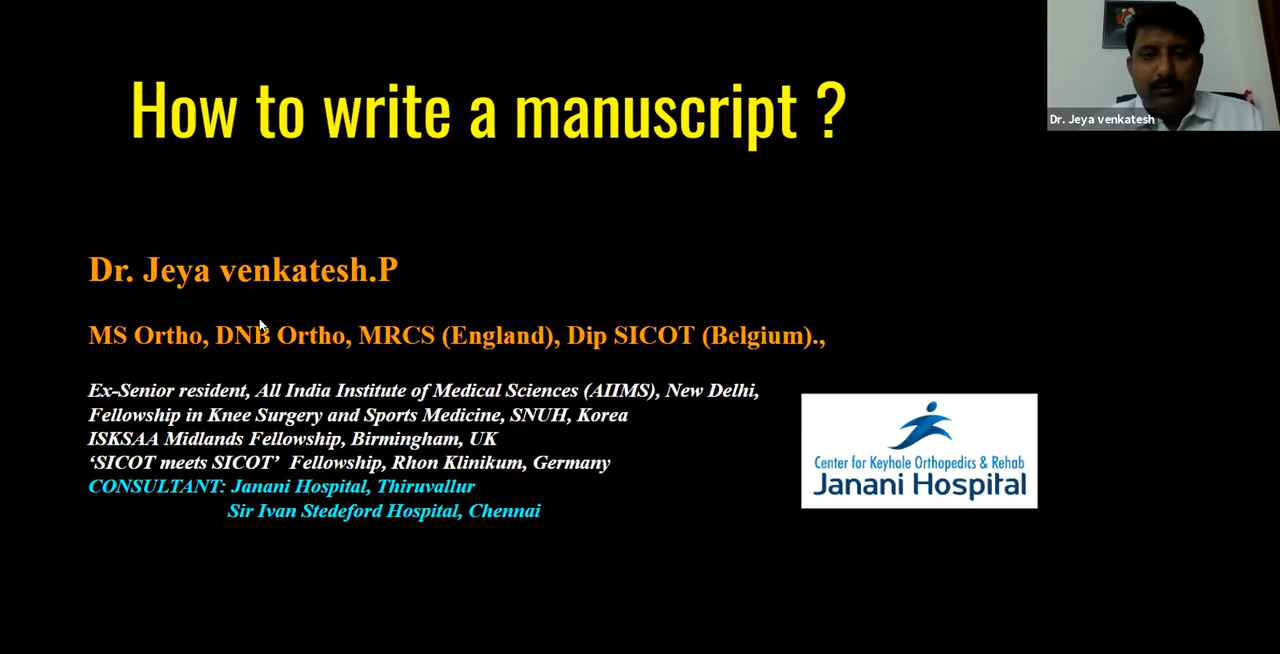 How to write a manuscript ?
Dr. Jeya venkatesh
Dr. Jeya venkatesh.P
MS Ortho, DNB Ortho, MRCS (England), Dip SICOT (Belgium).,
Ex-Senior resident, All India Institute of Medical Sciences (AIIMS), New Delhi,
Fellowship in Knee Surgery and Sports Medicine, SNUH, Korea
ISKSAA Midlands Fellowship, Birmingham, UK
‘SICOT meets SICOT’ Fellowship, Rhon Klinikum, Germany
CONSULTANT: Janani Hospital, Thiruvallur
Sir Ivan Stedeford Hospital, Chennai
Center for Keyhole Orthopedics & Rehab
Janani Hospital